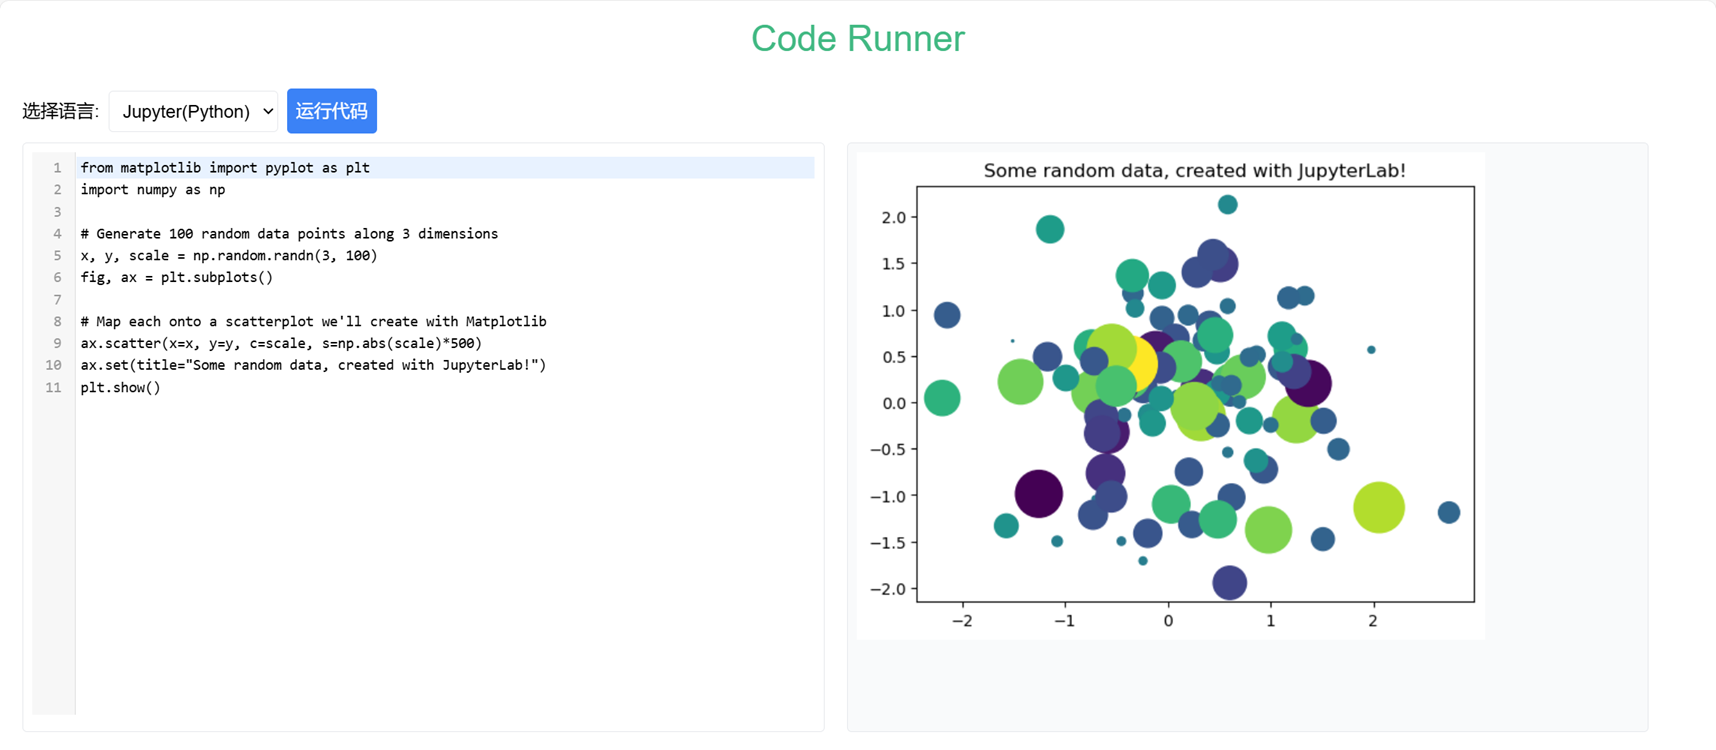 Code Runner
选择语言: Jupyter(Python) 运行代码
1 from matplotlib import pyplot as plt
2 import numpy as np
3
4 # Generate 100 random data points along 3 dimensions
5 x, y, scale = np.random.randn(3, 100)
6 fig, ax = plt.subplots()
7
8 # Map each onto a scatterplot we'll create with Matplotlib
9 ax.scatter(x=x, y=y, c=scale, s=np.abs(scale)*500)
10 ax.set(title="Some random data, created with JupyterLab!")
11 plt.show()
Some random data, created with JupyterLab!
2.0
1.5
1.0
0.5
0.0
−0.5
−1.0
−1.5
−2.0
−2 −1 0 1 2